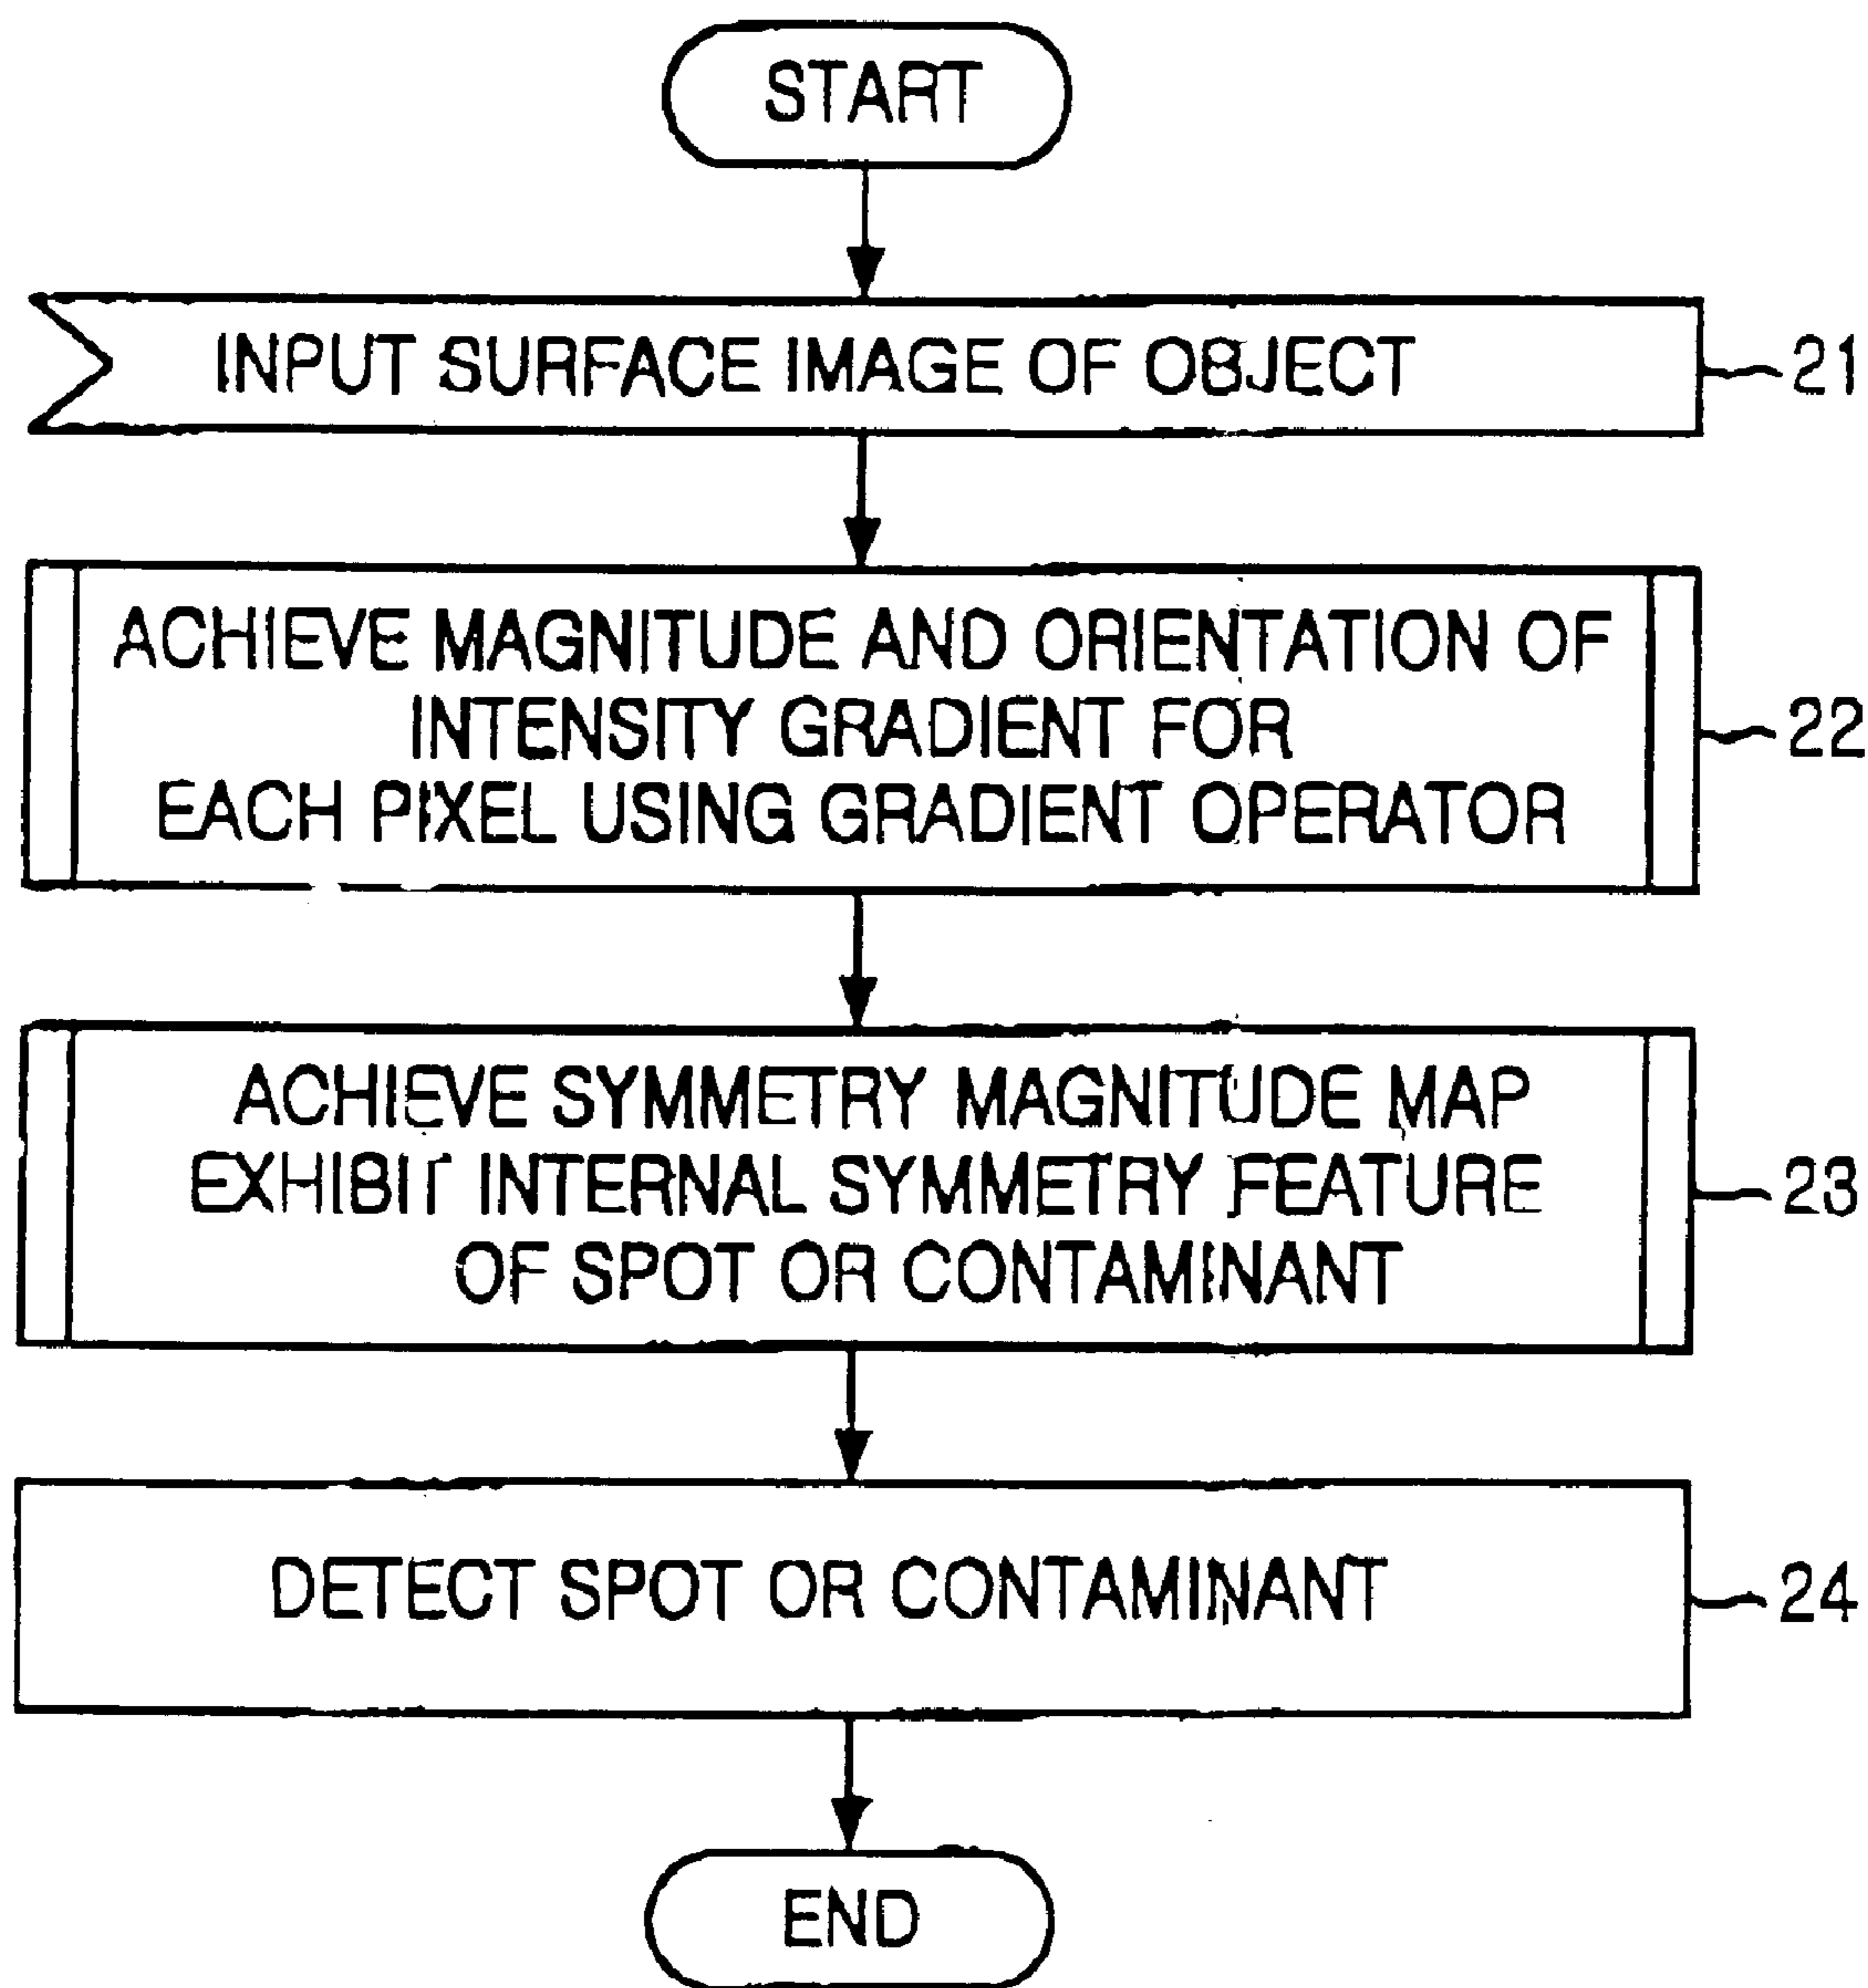 START
INPUT SURFACE IMAGE OF OBJECT
21
ACHIEVE MAGNITUDE AND ORIENTATION OF
INTENSITY GRADIENT FOR
EACH PIXEL USING GRADIENT OPERATOR
22
ACHIEVE SYMMETRY MAGNITUDE MAP
EXHIBIT INTERNAL SYMMETRY FEATURE
OF SPOT OR CONTAMINANT
23
DETECT SPOT OR CONTAMINANT
24
END